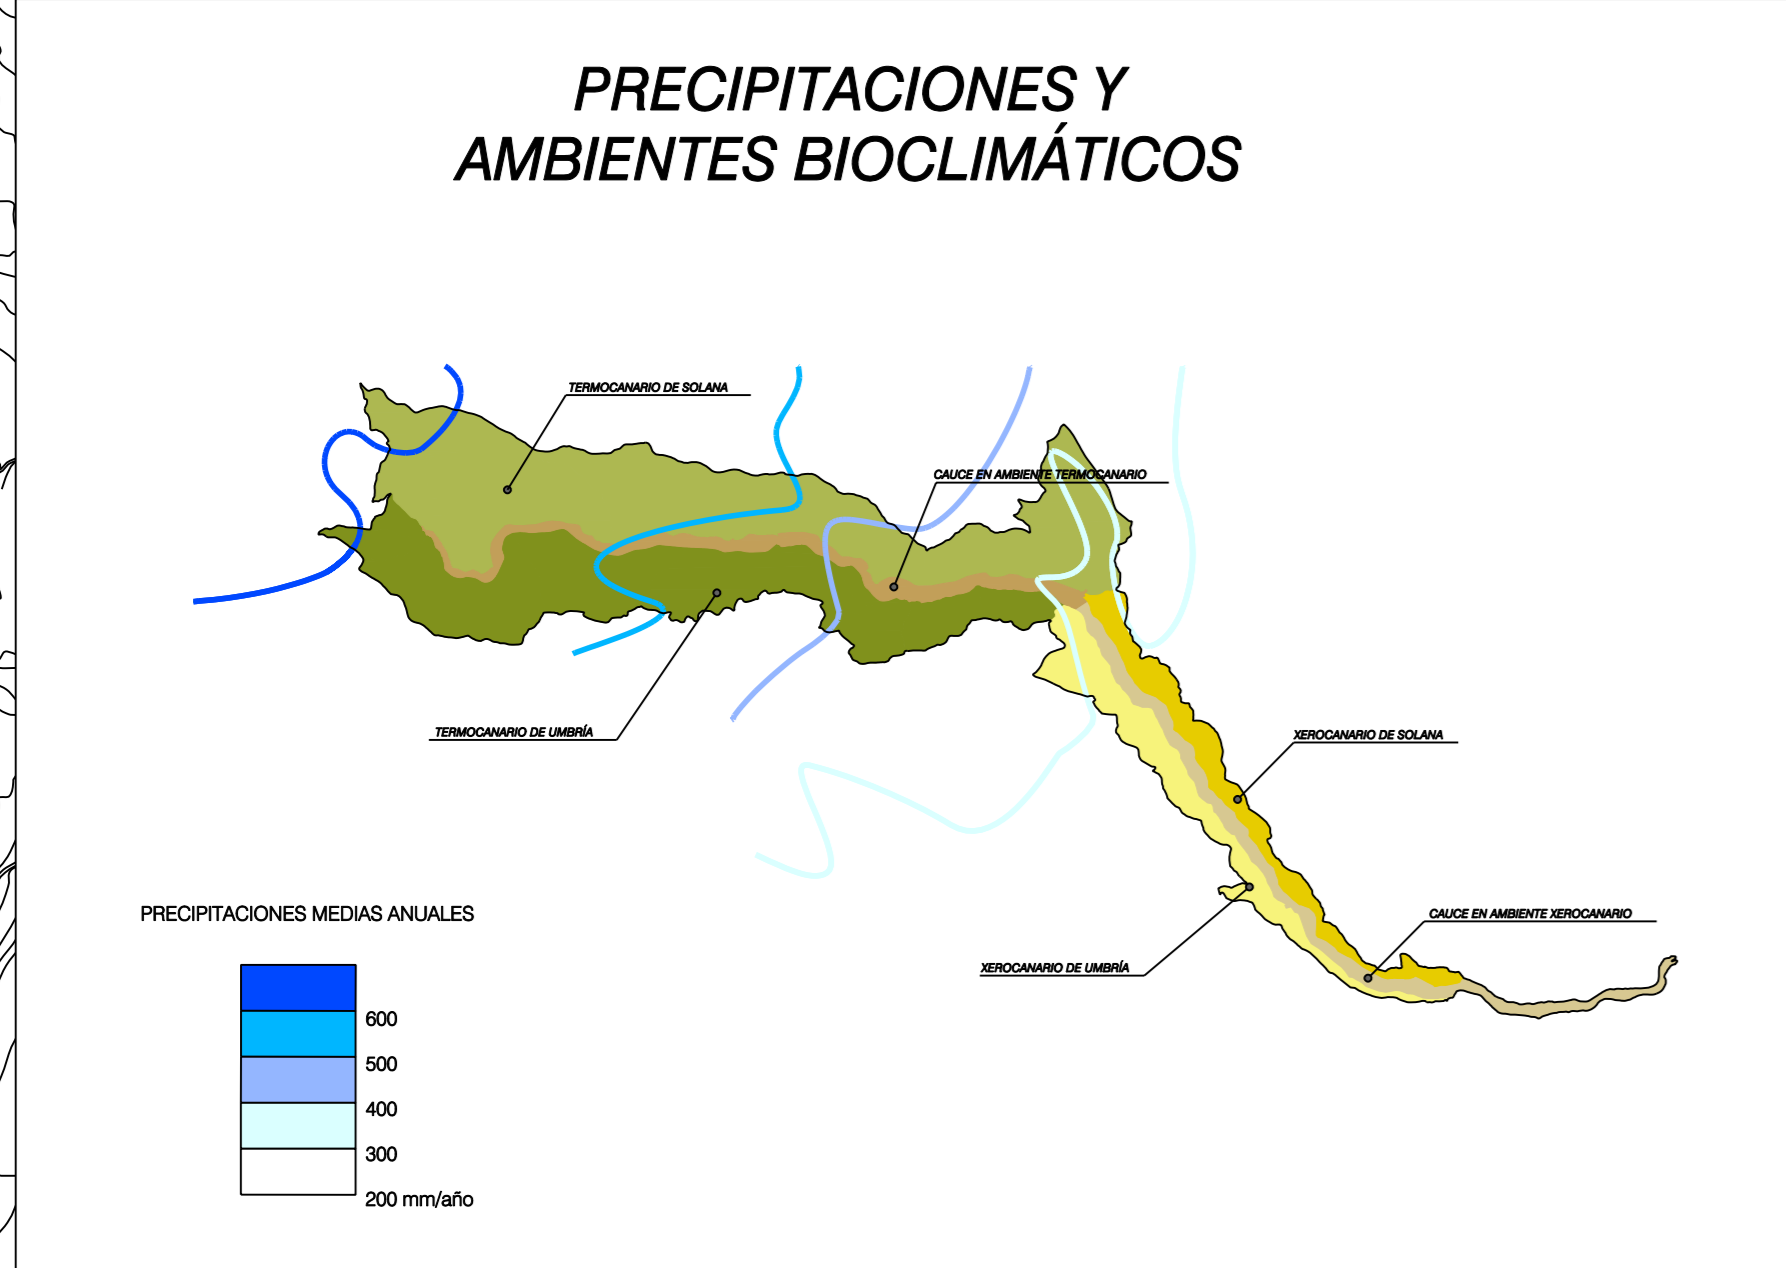 PRECIPITACIONES Y
AMBIENTES BIOCLIMÁTICOS
TERMOCANARIO DE SOLANA
CAUCE EN AMBIENTE TERMOCANARIO
TERMOCANARIO DE UMBRÍA
XEROCANARIO DE SOLANA
CAUCE EN AMBIENTE XEROCANARIO
XEROCANARIO DE UMBRÍA
PRECIPITACIONES MEDIAS ANUALES
600
500
400
300
200 mm/año